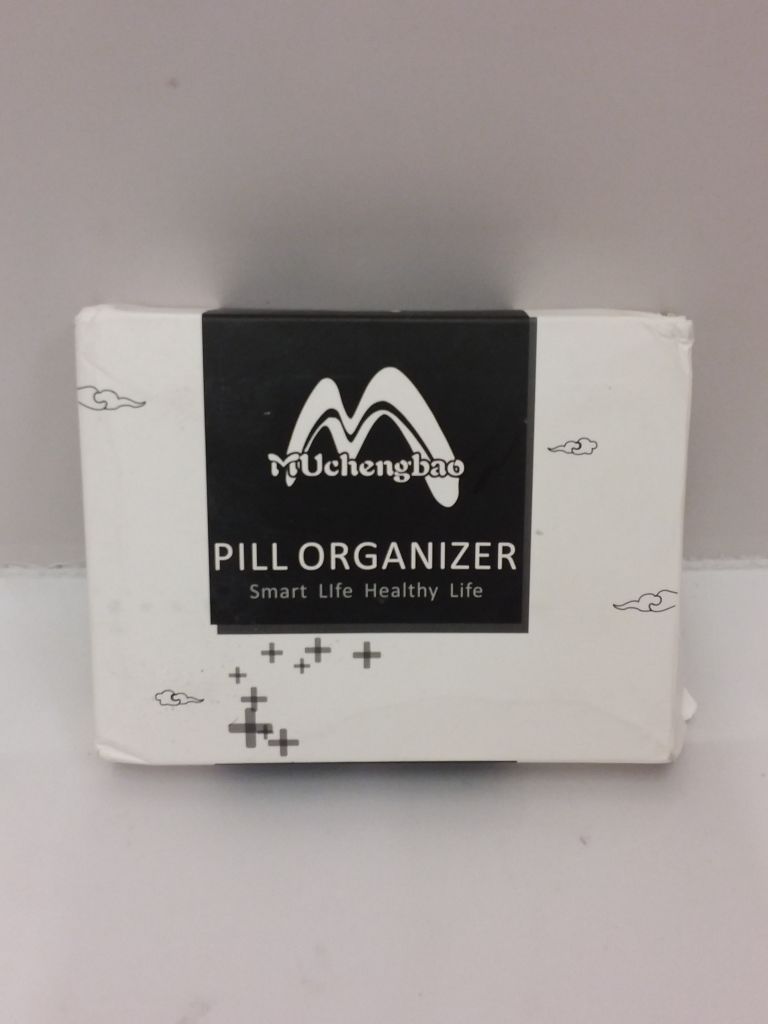 MUchengbao
PILL ORGANIZER
Smart LIfe Healthy Life